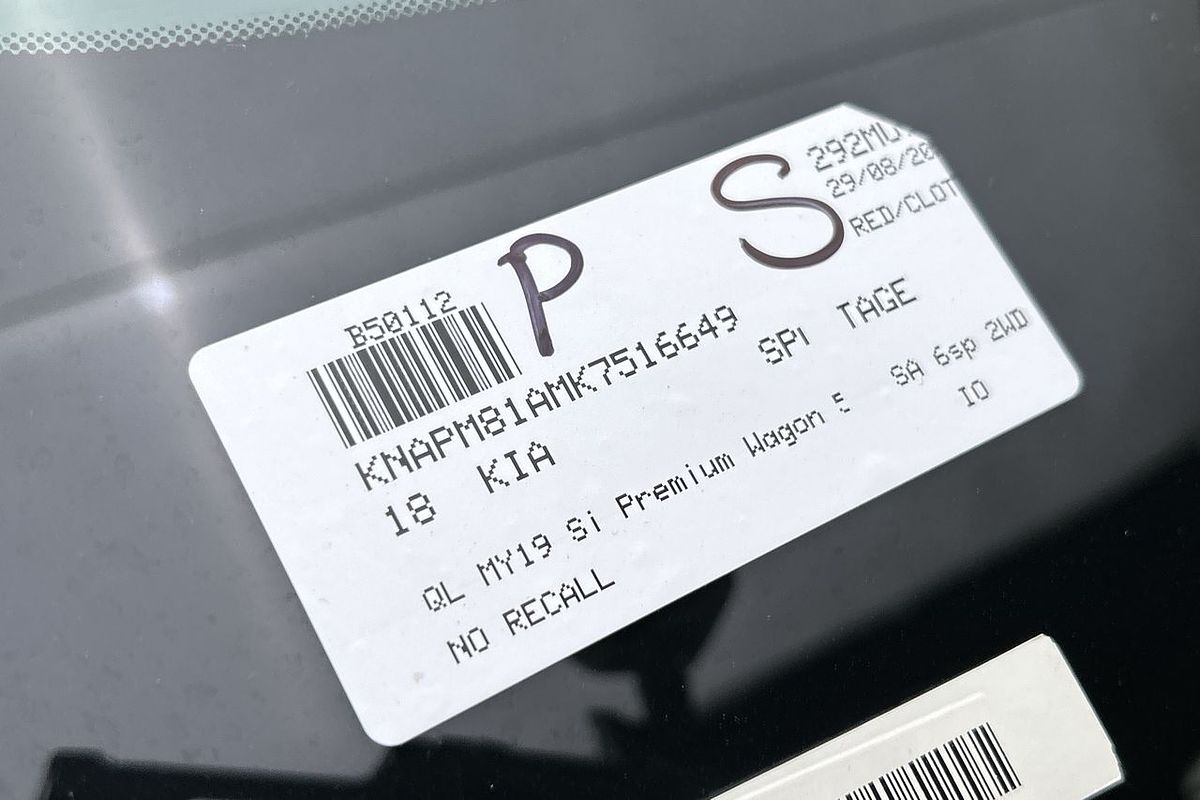 P S
292MU
29/08/20
RED/CLOT
B50112
KNAPM81AMK7516649
18 KIA SP TAGE
QL MY19 Si Premium Wagon 5 SA 6sp 2WD
NO RECALL IO